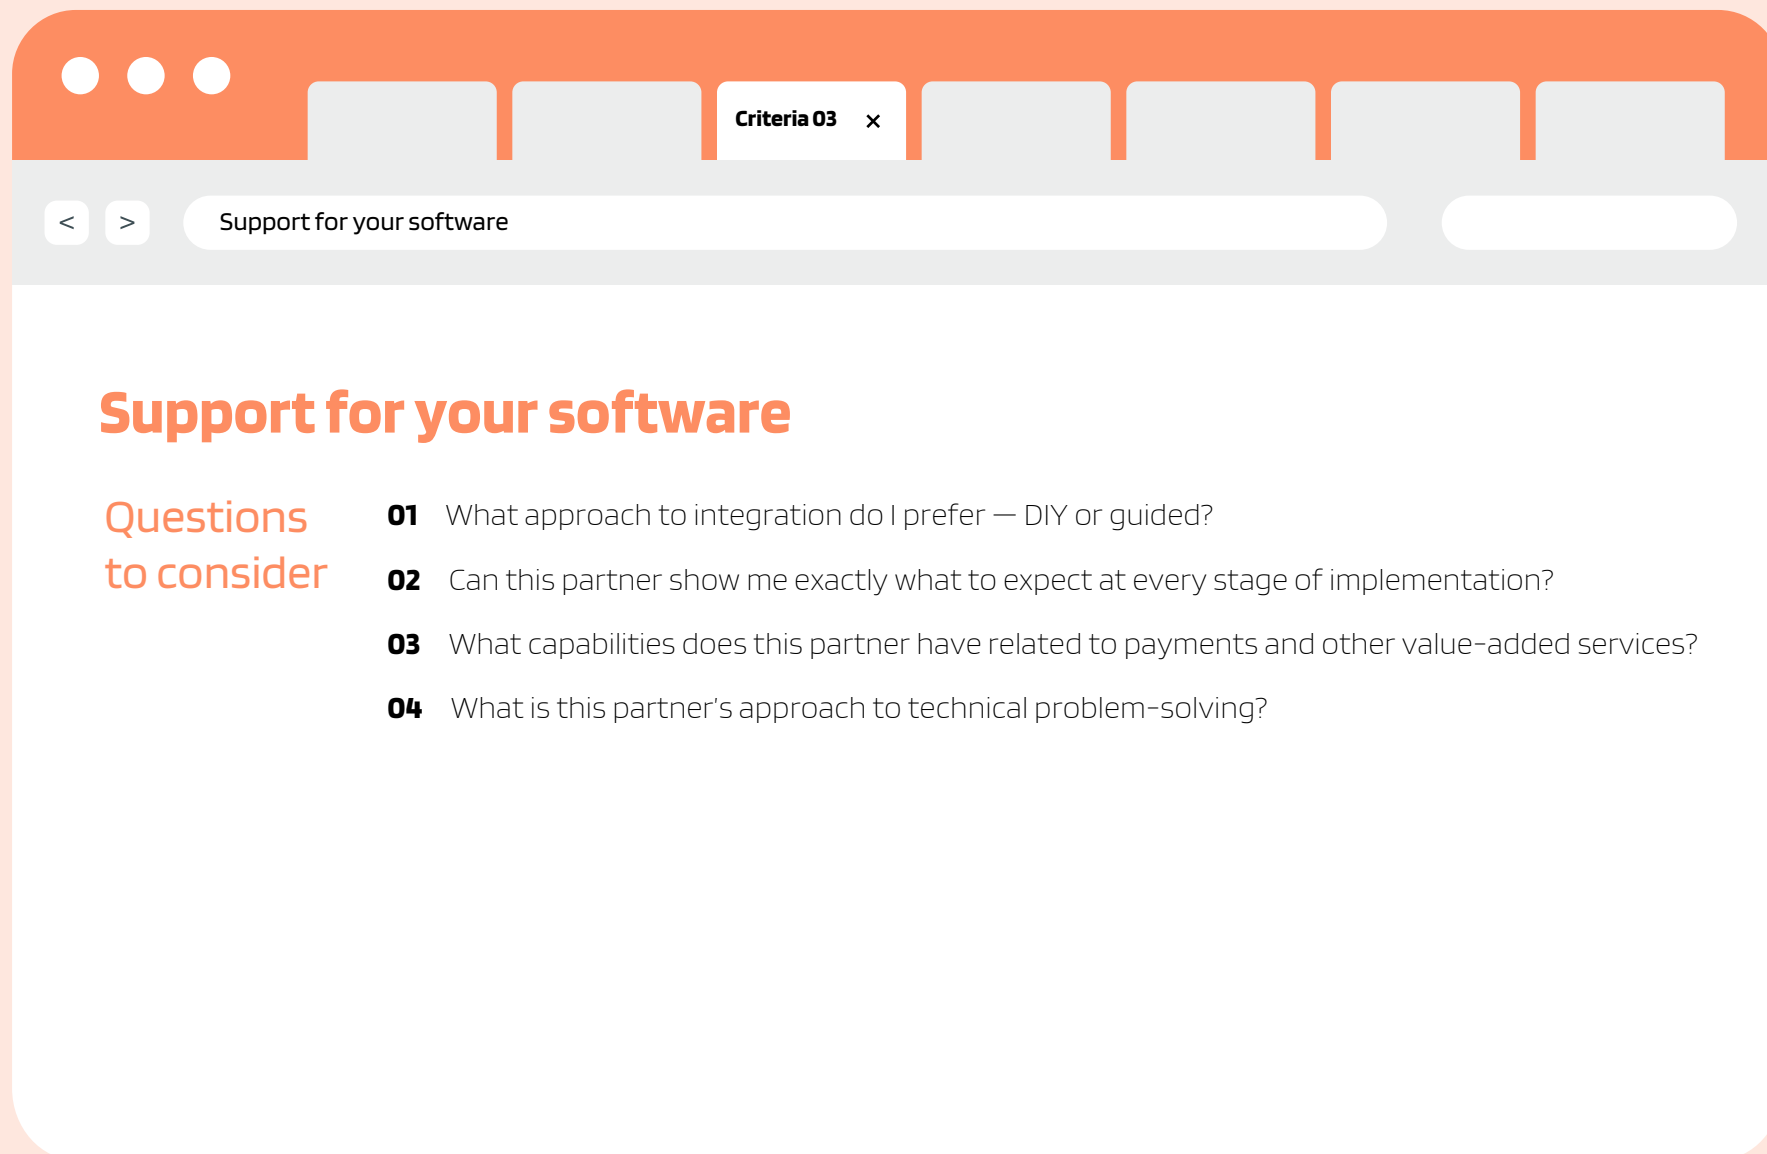 Criteria 03 ×
< > Support for your software
Support for your software
Questions
to consider
01 What approach to integration do I prefer — DIY or guided?
02 Can this partner show me exactly what to expect at every stage of implementation?
03 What capabilities does this partner have related to payments and other value-added services?
04 What is this partner’s approach to technical problem-solving?